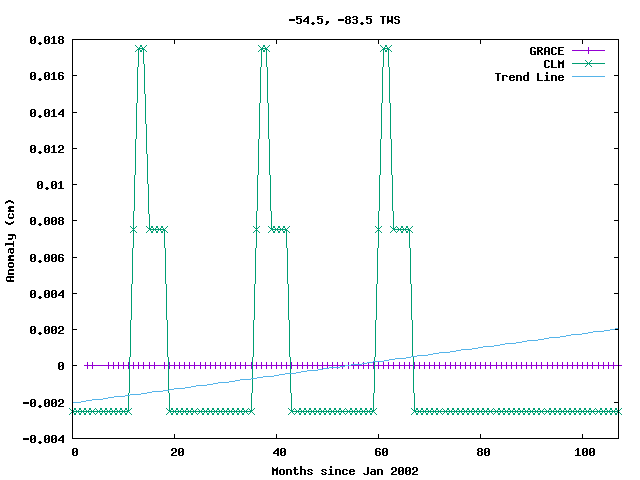 -54.5, -83.5 TWS
0.018
0.016
0.014
0.012
0.01
0.008
0.006
0.004
0.002
0
-0.002
-0.004
Anomaly (cm)
GRACE
CLM
Trend Line
0 20 40 60 80 100
Months since Jan 2002